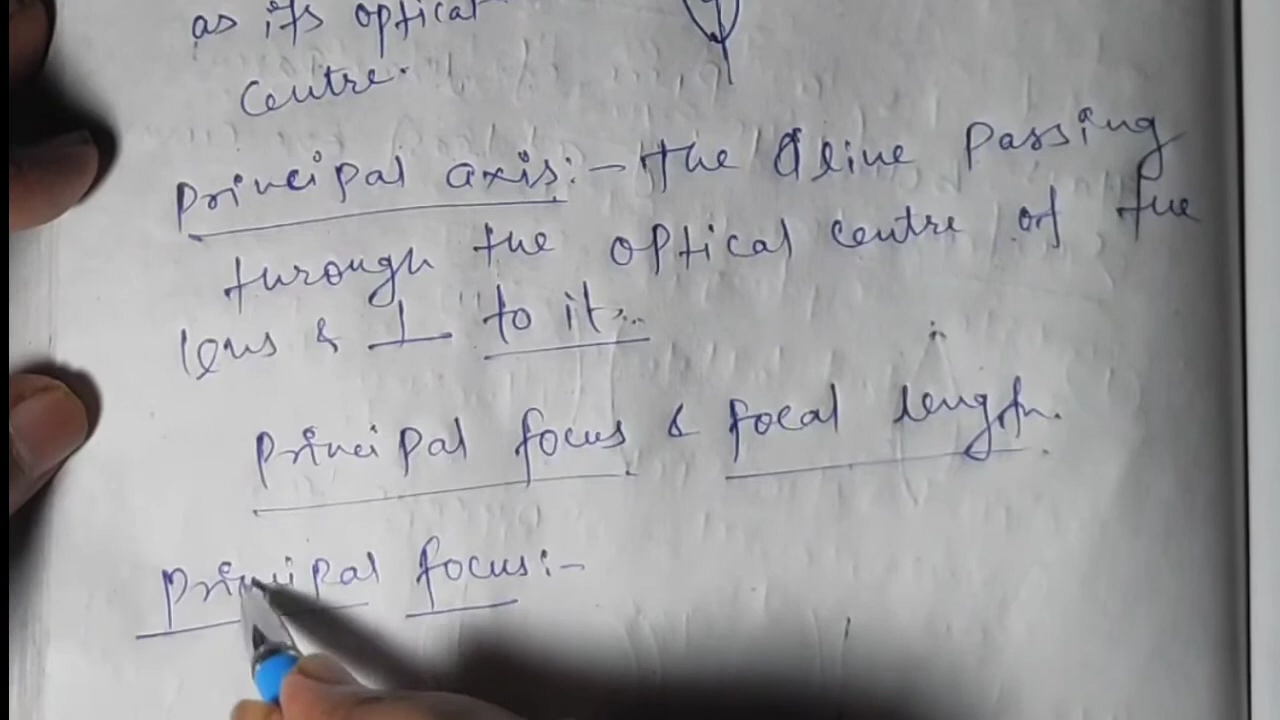 as its optical
Centre.
Principal axis:- the line Passing
through the optical centre of the
lens & ⊥ to it.
Principal focus & focal length.
Principal focus:-